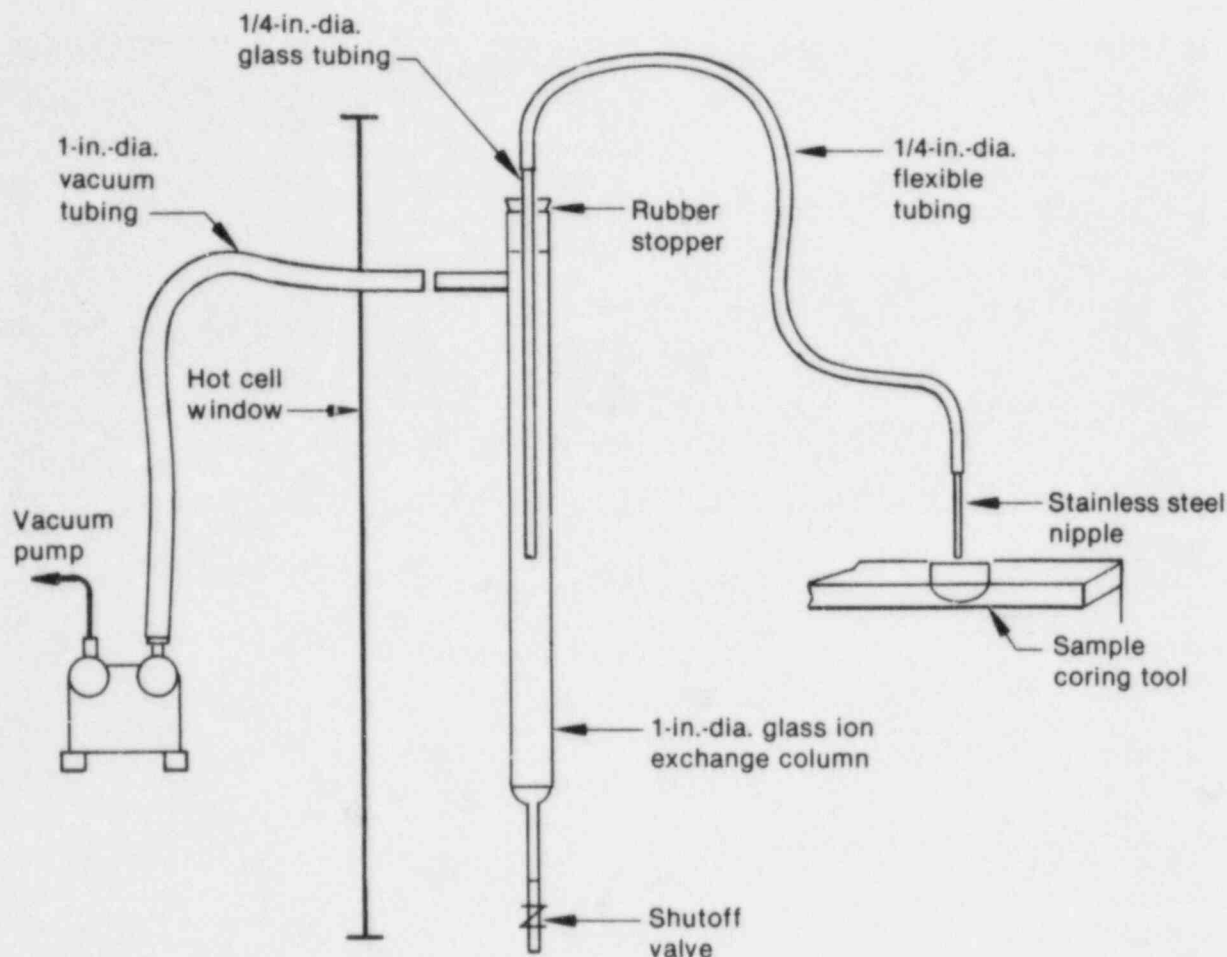 1/4-in.-dia.
glass tubing
1-in.-dia.
vacuum
tubing
1/4-in.-dia.
flexible
tubing
Rubber
stopper
Hot cell
window
Vacuum
pump
Stainless steel
nipple
Sample
coring tool
1-in.-dia. glass ion
exchange column
Shutoff
valve